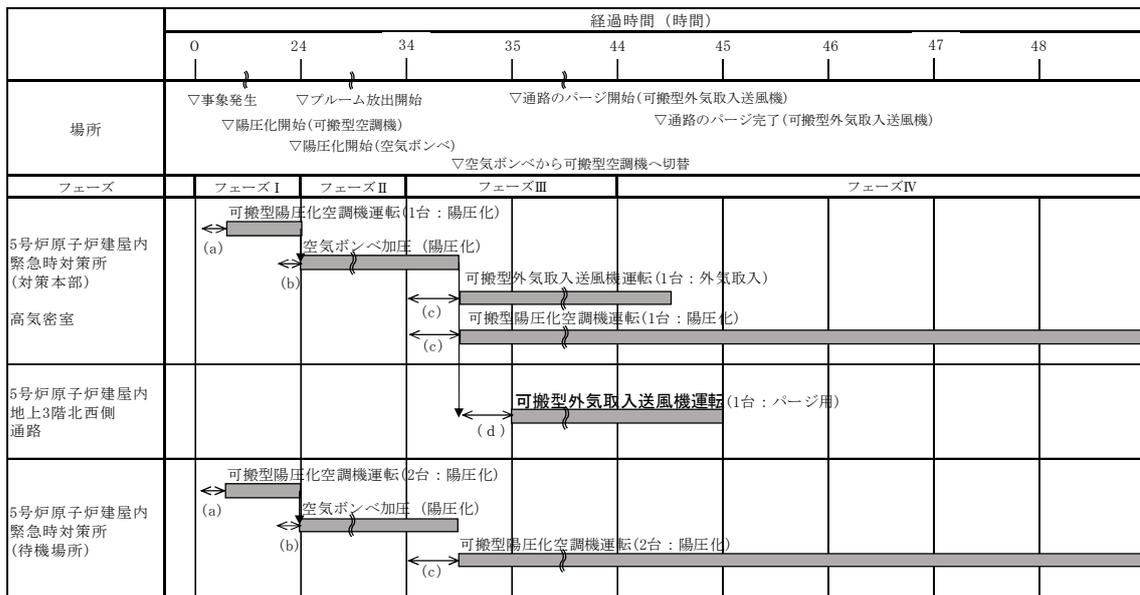 経過時間（時間）
0 24 34 35 44 45 46 47 48
場所
▽事象発生
▽プルーム放出開始
▽通路のパージ開始(可搬型外気取入送風機)
▽陽圧化開始(可搬型空調機)
▽通路のパージ完了(可搬型外気取入送風機)
▽陽圧化開始(空気ボンベ)
▽空気ボンベから可搬型空調機へ切替
フェーズ フェーズⅠ フェーズⅡ フェーズⅢ フェーズⅣ
5号炉原子炉建屋内
緊急時対策所
(対策本部)
高気密室
可搬型陽圧化空調機運転(1台：陽圧化)
(a)
空気ボンベ加圧（陽圧化）
(b)
可搬型外気取入送風機運転(1台：外気取入)
(c)
可搬型陽圧化空調機運転(1台：陽圧化)
(c)
5号炉原子炉建屋内
地上3階北西側
通路
可搬型外気取入送風機運転(1台：パージ用)
(d)
5号炉原子炉建屋内
緊急時対策所
(待機場所)
可搬型陽圧化空調機運転(2台：陽圧化)
(a)
空気ボンベ加圧（陽圧化）
(b)
可搬型陽圧化空調機運転(2台：陽圧化)
(c)